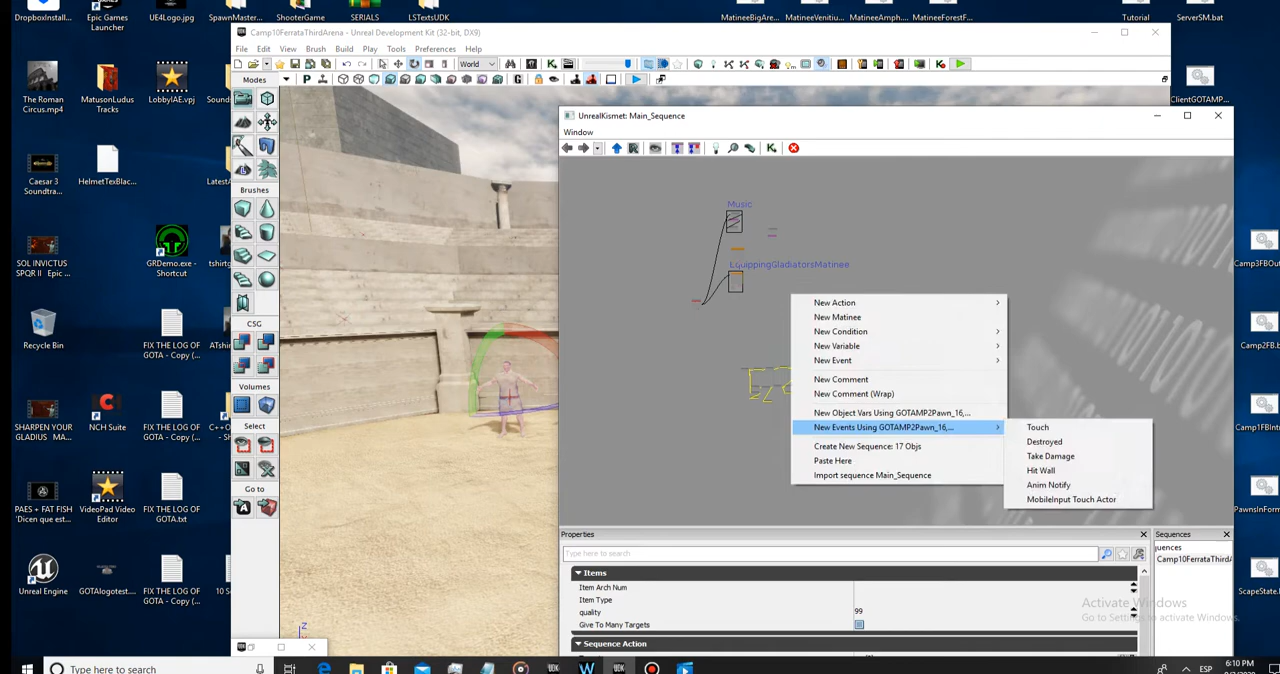 DropboxInstall...
Epic Games
Launcher
UE4Logo.jpg
SpawnMaster...
ShooterGame
SERIALS
LSTextsUDK
MatineeBigAre...
MatineeVenitiu...
MatineeAmph...
MatineeForestF...
Tutorial
ServerSM.bat
Camp10FerrataThirdArena - Unreal Development Kit (32-bit, DX9)
File Edit View Brush Build Play Tools Preferences Help
World
Modes
Brushes
CSG
Volumes
Select
Go to
The Roman
Circus.mp4
MatusonLudus
Tracks
LobbyIAE.vpj
Sound
Caesar 3
Soundtra...
HelmetTexBlac...
Latest
SOL INVICTUS
SPQR II Epic ...
GRDemo.exe -
Shortcut
tshirt
Recycle Bin
FIX THE LOG OF
GOTA - Copy (...
ATshir
SHARPEN YOUR
GLADIUS MA...
NCH Suite
FIX THE LOG OF
GOTA - Copy (...
C++O
PAES + FAT FISH
'Dicen que est...
VideoPad Video
Editor
FIX THE LOG OF
GOTA.txt
Unreal Engine
GOTAlogotest....
FIX THE LOG OF
GOTA - Copy (...
10 S
ClientGOTAMP...
Camp3FBOut
Camp2FB.
Camp1FBIntr
PawnsInForm
ScapeState.
UnrealKismet: Main_Sequence
Window
Music
EquippingGladiatorsMatinee
New Action
New Matinee
New Condition
New Variable
New Event
New Comment
New Comment (Wrap)
New Object Vars Using GOTAMP2Pawn_16,...
New Events Using GOTAMP2Pawn_16,...
Create New Sequence: 17 Objs
Paste Here
Import sequence Main_Sequence
Touch
Destroyed
Take Damage
Hit Wall
Anim Notify
MobileInput Touch Actor
Properties
Type here to search
Items
Item Arch Num
Item Type
quality 99
Give To Many Targets
Sequence Action
Sequences
quences
Camp10FerrataThirdA
Activate Windows
Go to Settings to activate Windows.
Z
Type here to search
ESP
6:10 PM